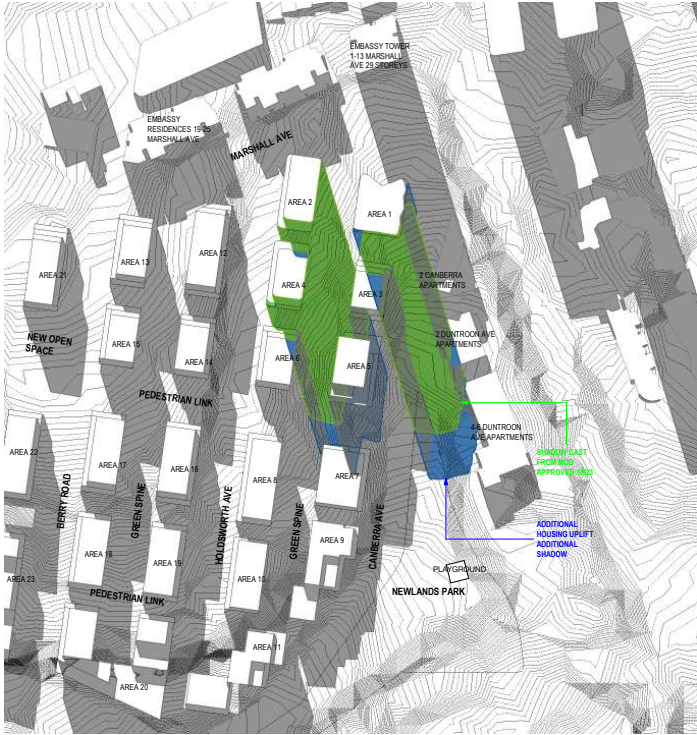 EMBASSY TOWER
1-13 MARSHALL
AVE 29 STOREYS
EMBASSY
RESIDENCES 19-25
MARSHALL AVE
MARSHALL AVE
AREA 2
AREA 1
AREA 12
AREA 13
AREA 21
AREA 4
AREA 3
2 CANBERRA
APARTMENTS
NEW OPEN
SPACE
AREA 15
AREA 14
AREA 6
AREA 5
2 DUNTROON AVE
APARTMENTS
PEDESTRIAN LINK
4-8 DUNTROON
AVE APARTMENTS
SHADOW CAST
FROM MOD
APPROVED 10/23
AREA 22
AREA 17
AREA 16
AREA 8
AREA 7
BERRY ROAD
GREEN SPINE
HOLDSWORTH AVE
GREEN SPINE
CANBERRA AVE
ADDITIONAL
HOUSING UPLIFT
ADDITIONAL
SHADOW
AREA 9
AREA 18
AREA 19
AREA 10
AREA 23
PLAYGROUND
NEWLANDS PARK
PEDESTRIAN LINK
AREA 11
AREA 20